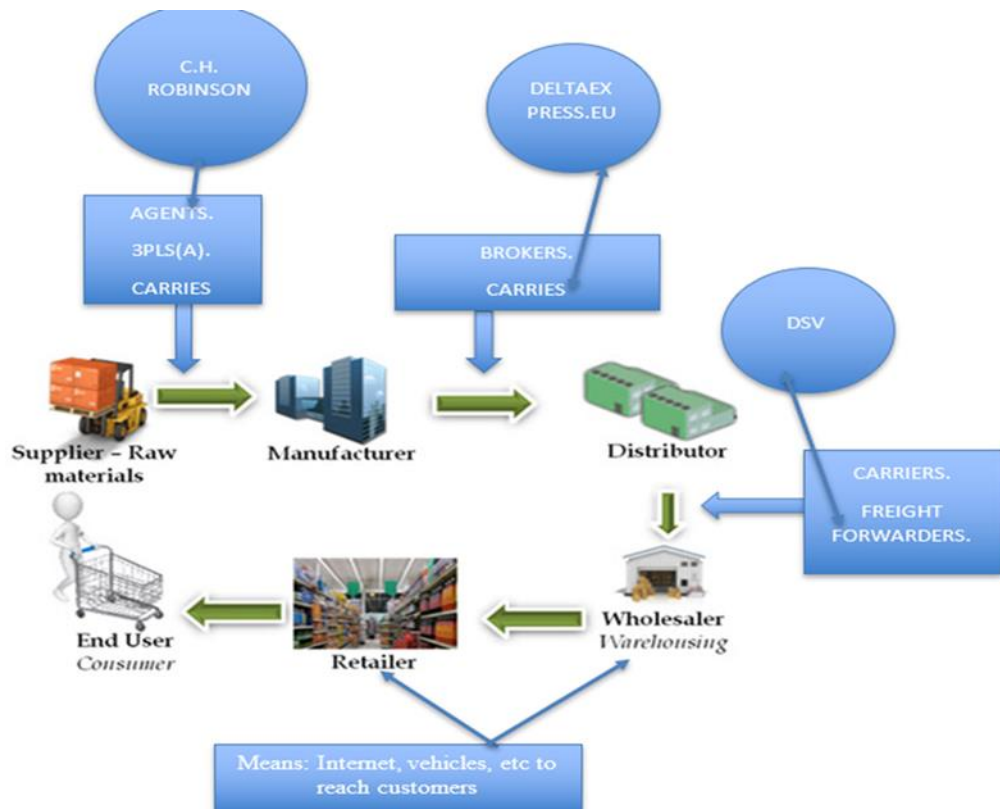 C.H.
ROBINSON
DELTAEX
PRESS.EU
AGENTS.
3PLS(A).
CARRIES
BROKERS.
CARRIES
DSV
Supplier – Raw
materials
Manufacturer
Distributor
CARRIERS.
FREIGHT
FORWARDERS.
End User
Consumer
Retailer
Wholesaler
Warehousing
Means: Internet, vehicles, etc to
reach customers